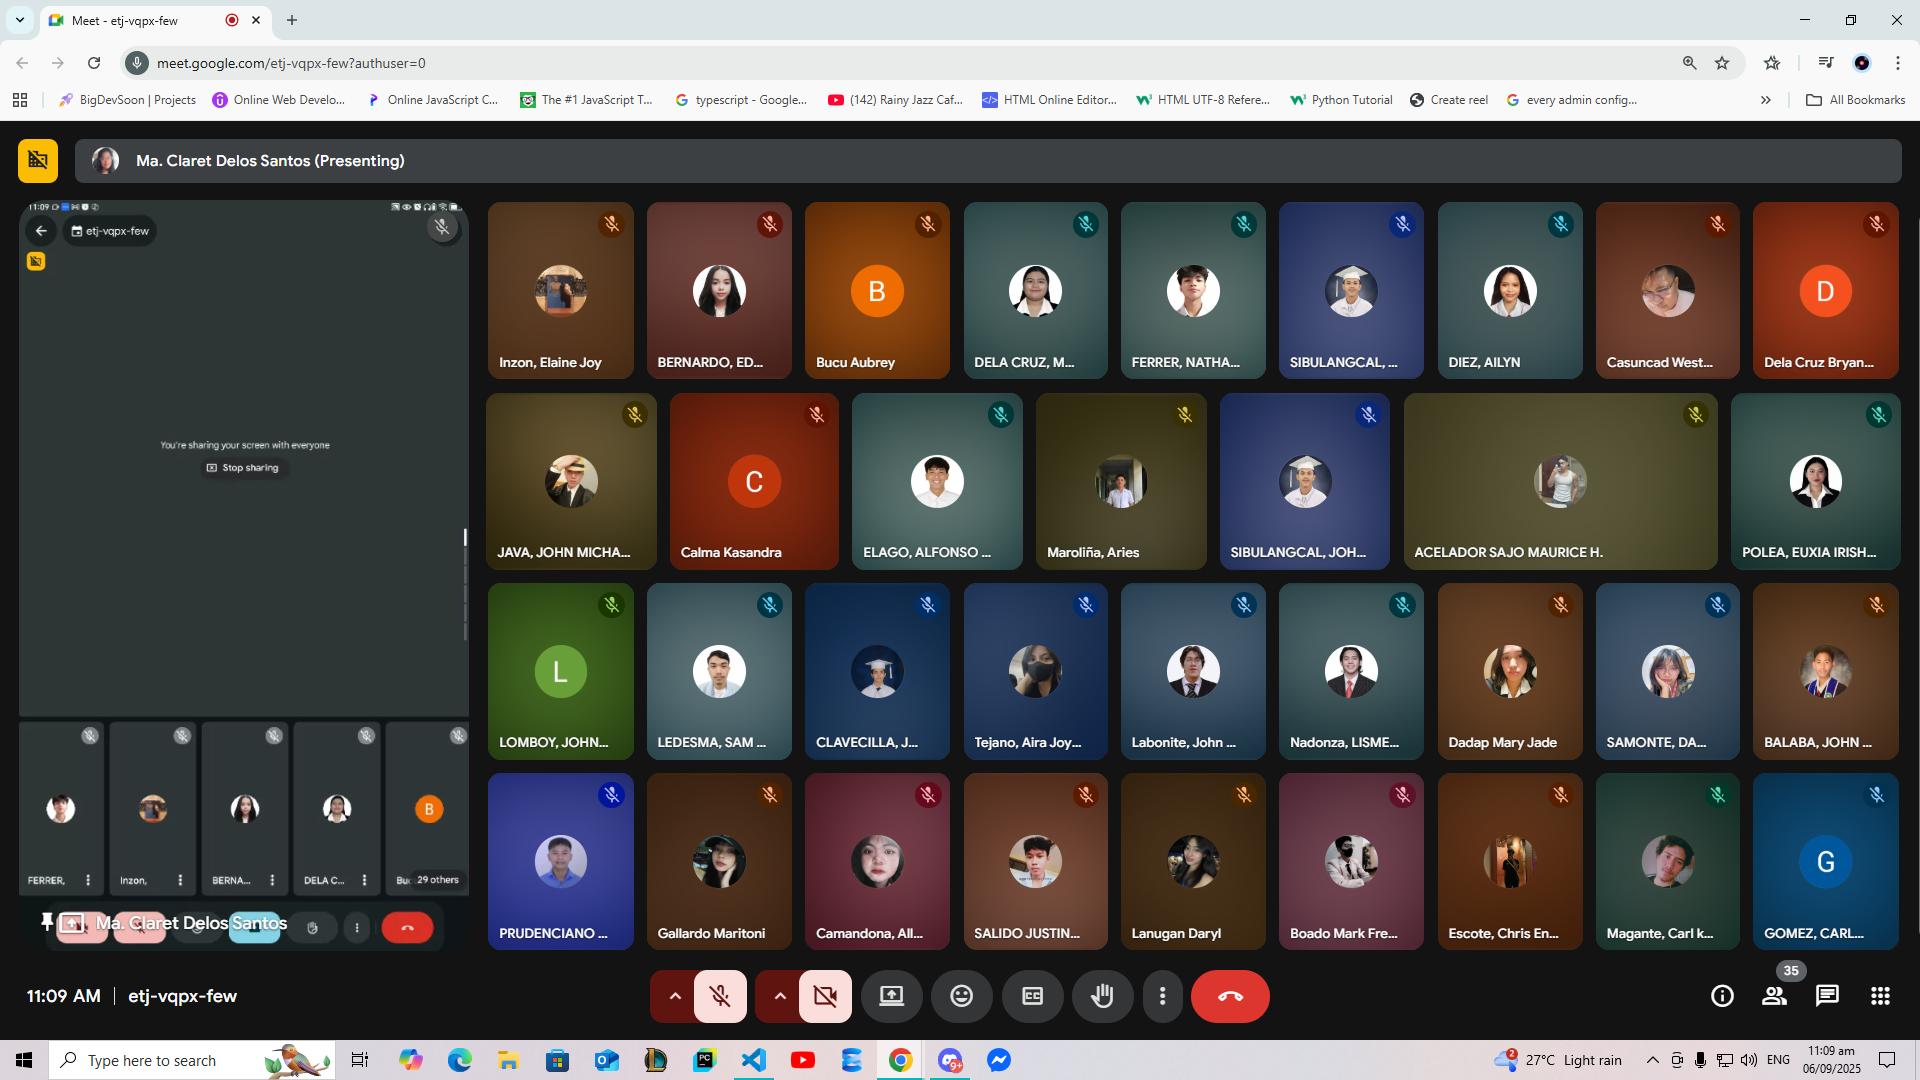 Meet - etj-vqpx-few
meet.google.com/etj-vqpx-few?authuser=0
BigDevSoon | Projects
Online Web Develo...
Online JavaScript C...
The #1 JavaScript T...
typescript - Google...
(142) Rainy Jazz Caf...
HTML Online Editor...
HTML UTF-8 Refere...
Python Tutorial
Create reel
every admin config...
All Bookmarks
Ma. Claret Delos Santos (Presenting)
11:09
etj-vqpx-few
You're sharing your screen with everyone
Stop sharing
FERRER,
Inzon,
BERNA...
DELA C...
Buc
29 others
Ma. Claret Delos Santos
Inzon, Elaine Joy
BERNARDO, ED...
Bucu Aubrey
B
DELA CRUZ, M...
FERRER, NATHA...
SIBULANGCAL, ...
DIEZ, AILYN
Casuncad West...
D
Dela Cruz Bryan...
JAVA, JOHN MICHA...
C
Calma Kasandra
ELAGO, ALFONSO ...
Maroliña, Aries
SIBULANGCAL, JOH...
ACELADOR SAJO MAURICE H.
POLEA, EUXIA IRISH...
L
LOMBOY, JOHN...
LEDESMA, SAM ...
CLAVECILLA, J...
Tejano, Aira Joy...
Labonite, John ...
Nadonza, LISME...
Dadap Mary Jade
SAMONTE, DA...
BALABA, JOHN ...
PRUDENCIANO ...
Gallardo Maritoni
Camandona, All...
SALIDO JUSTIN...
Lanugan Daryl
Boado Mark Fre...
Escote, Chris En...
Magante, Carl k...
G
GOMEZ, CARL...
11:09 AM | etj-vqpx-few
35
Type here to search
PC
9+
2
27°C Light rain
ENG
11:09 am
06/09/2025